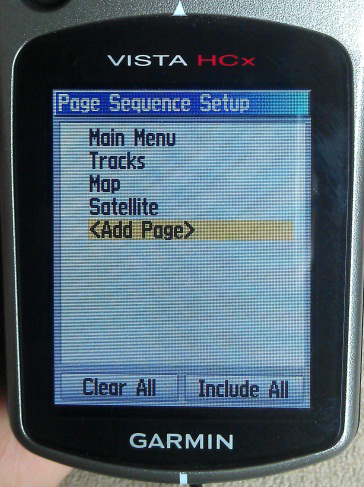 VISTA HCx
Page Sequence Setup
Main Menu
Tracks
Map
Satellite
<Add Page>
Clear All Include All
GARMIN